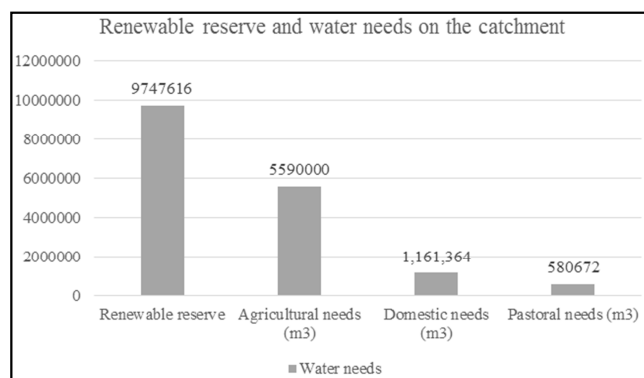 Renewable reserve and water needs on the catchment
12000000
10000000
8000000
6000000
4000000
2000000
0
9747616
5590000
1,161,364
580672
Renewable reserve
Agricultural needs
(m3)
Domestic needs
(m3)
Pastoral needs (m3)
Water needs